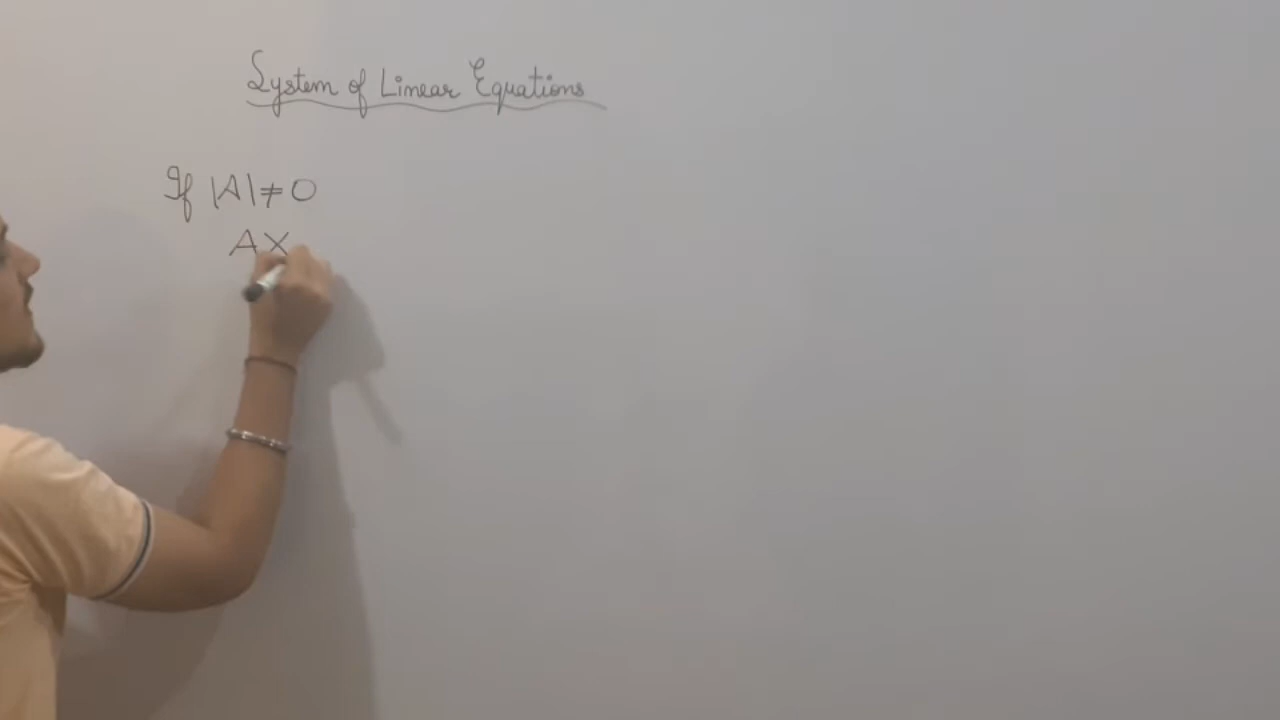 System of Linear Equations
If |A| ≠ 0
AX